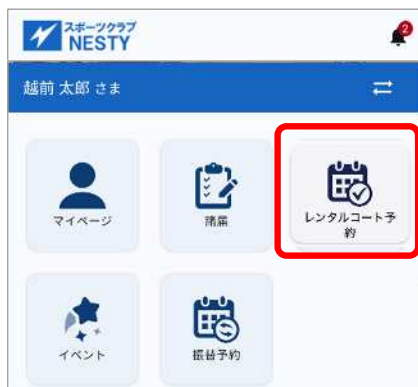 スポーツクラブ
NESTY
2
越前 太郎 さま
マイページ
諸届
レンタルコート予
約
イベント
振替予約